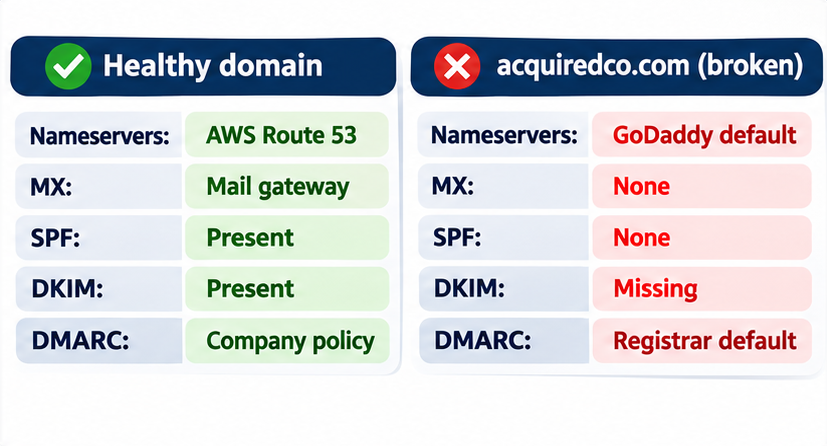 Healthy domain
Nameservers: AWS Route 53
MX: Mail gateway
SPF: Present
DKIM: Present
DMARC: Company policy
acquiredco.com (broken)
Nameservers: GoDaddy default
MX: None
SPF: None
DKIM: Missing
DMARC: Registrar default